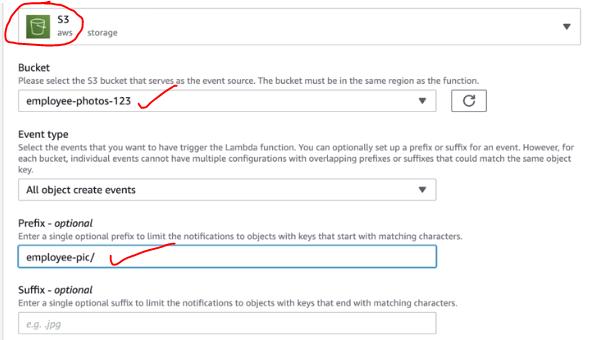 S3
aws storage
Bucket
Please select the S3 bucket that serves as the event source. The bucket must be in the same region as the function.
employee-photos-123
Event type
Select the events that you want to have trigger the Lambda function. You can optionally set up a prefix or suffix for an event. However, for
each bucket, individual events cannot have multiple configurations with overlapping prefixes or suffixes that could match the same object
key.
All object create events
Prefix - optional
Enter a single optional prefix to limit the notifications to objects with keys that start with matching characters.
employee-pic/
Suffix - optional
Enter a single optional suffix to limit the notifications to objects with keys that end with matching characters.
e.g. .jpg